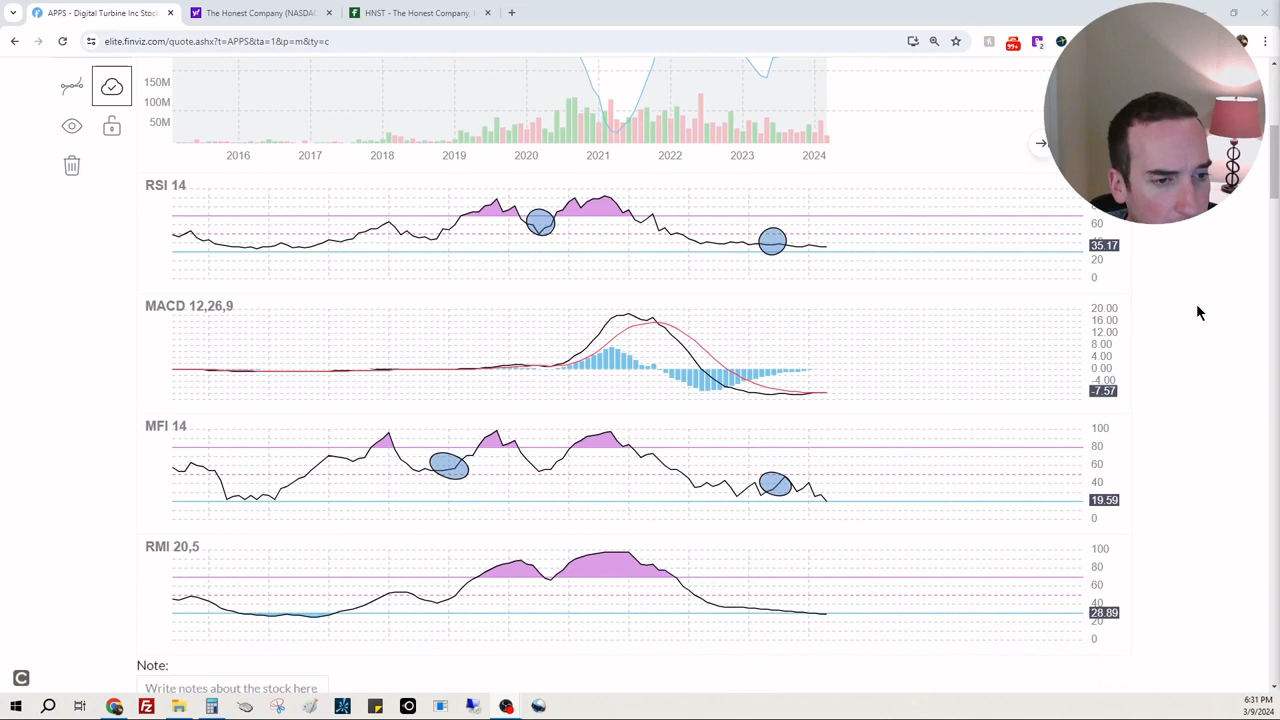 APPS - Digital Turbine Inc Stoc
The Honest Company (NASDAC
HNST - The Honest Company,
elite.finviz.com/quote.ashx?t=APPS&ta=1&p=m&ty=c
99+
2
150M
100M
50M
2016 2017 2018 2019 2020 2021 2022 2023 2024
RSI 14
60
35.17
20
0
MACD 12,26,9
20.00
16.00
12.00
8.00
4.00
0.00
-4.00
-7.57
MFI 14
100
80
60
40
19.59
0
RMI 20,5
100
80
60
40
28.89
20
0
Note:
Write notes about the stock here
6:31 PM
3/9/2024